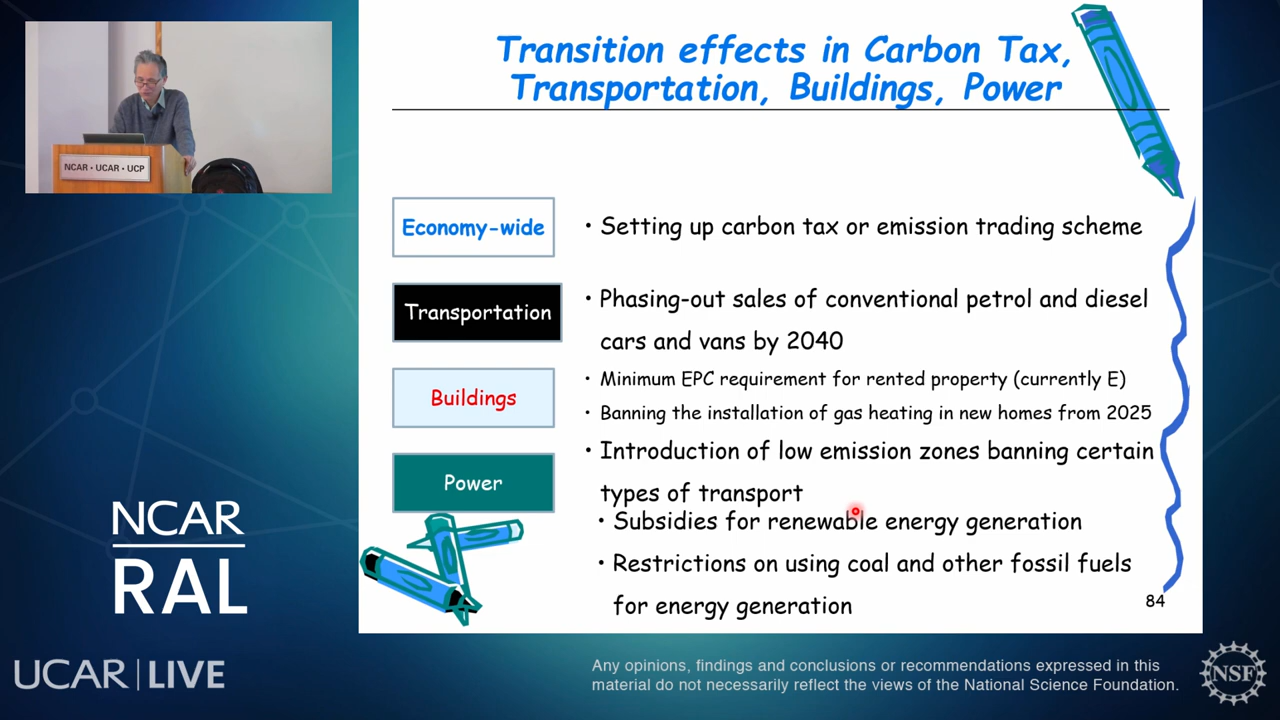 Transition effects in Carbon Tax,
Transportation, Buildings, Power
NCAR • UCAR • UCP
Economy-wide
• Setting up carbon tax or emission trading scheme
Transportation
• Phasing-out sales of conventional petrol and diesel
cars and vans by 2040
Buildings
• Minimum EPC requirement for rented property (currently E)
• Banning the installation of gas heating in new homes from 2025
Power
• Introduction of low emission zones banning certain
types of transport
• Subsidies for renewable energy generation
• Restrictions on using coal and other fossil fuels
for energy generation
84
NCAR
RAL
UCAR | LIVE
Any opinions, findings and conclusions or recommendations expressed in this
material do not necessarily reflect the views of the National Science Foundation.
NSF